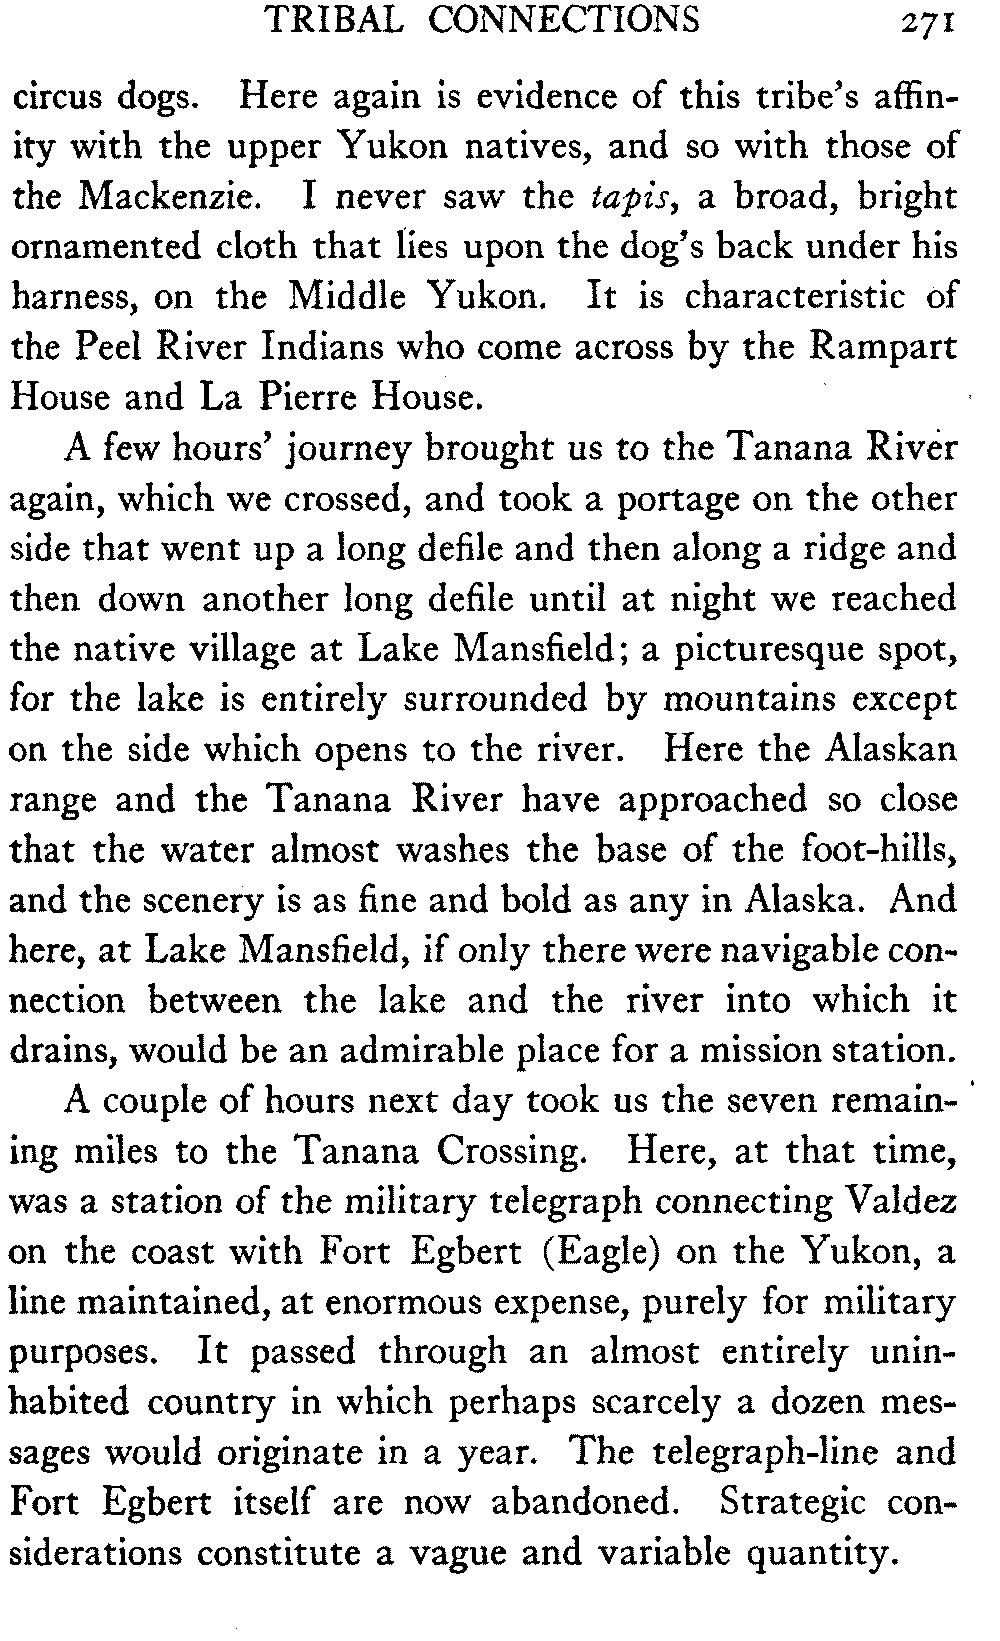 TRIBAL CONNECTIONS 271
circus dogs. Here again is evidence of this tribe's affin-
ity with the upper Yukon natives, and so with those of
the Mackenzie. I never saw the tapis, a broad, bright
ornamented cloth that lies upon the dog's back under his
harness, on the Middle Yukon. It is characteristic of
the Peel River Indians who come across by the Rampart
House and La Pierre House.
A few hours' journey brought us to the Tanana River
again, which we crossed, and took a portage on the other
side that went up a long defile and then along a ridge and
then down another long defile until at night we reached
the native village at Lake Mansfield; a picturesque spot,
for the lake is entirely surrounded by mountains except
on the side which opens to the river. Here the Alaskan
range and the Tanana River have approached so close
that the water almost washes the base of the foot-hills,
and the scenery is as fine and bold as any in Alaska. And
here, at Lake Mansfield, if only there were navigable con-
nection between the lake and the river into which it
drains, would be an admirable place for a mission station.
A couple of hours next day took us the seven remain-
ing miles to the Tanana Crossing. Here, at that time,
was a station of the military telegraph connecting Valdez
on the coast with Fort Egbert (Eagle) on the Yukon, a
line maintained, at enormous expense, purely for military
purposes. It passed through an almost entirely unin-
habited country in which perhaps scarcely a dozen mes-
sages would originate in a year. The telegraph-line and
Fort Egbert itself are now abandoned. Strategic con-
siderations constitute a vague and variable quantity.